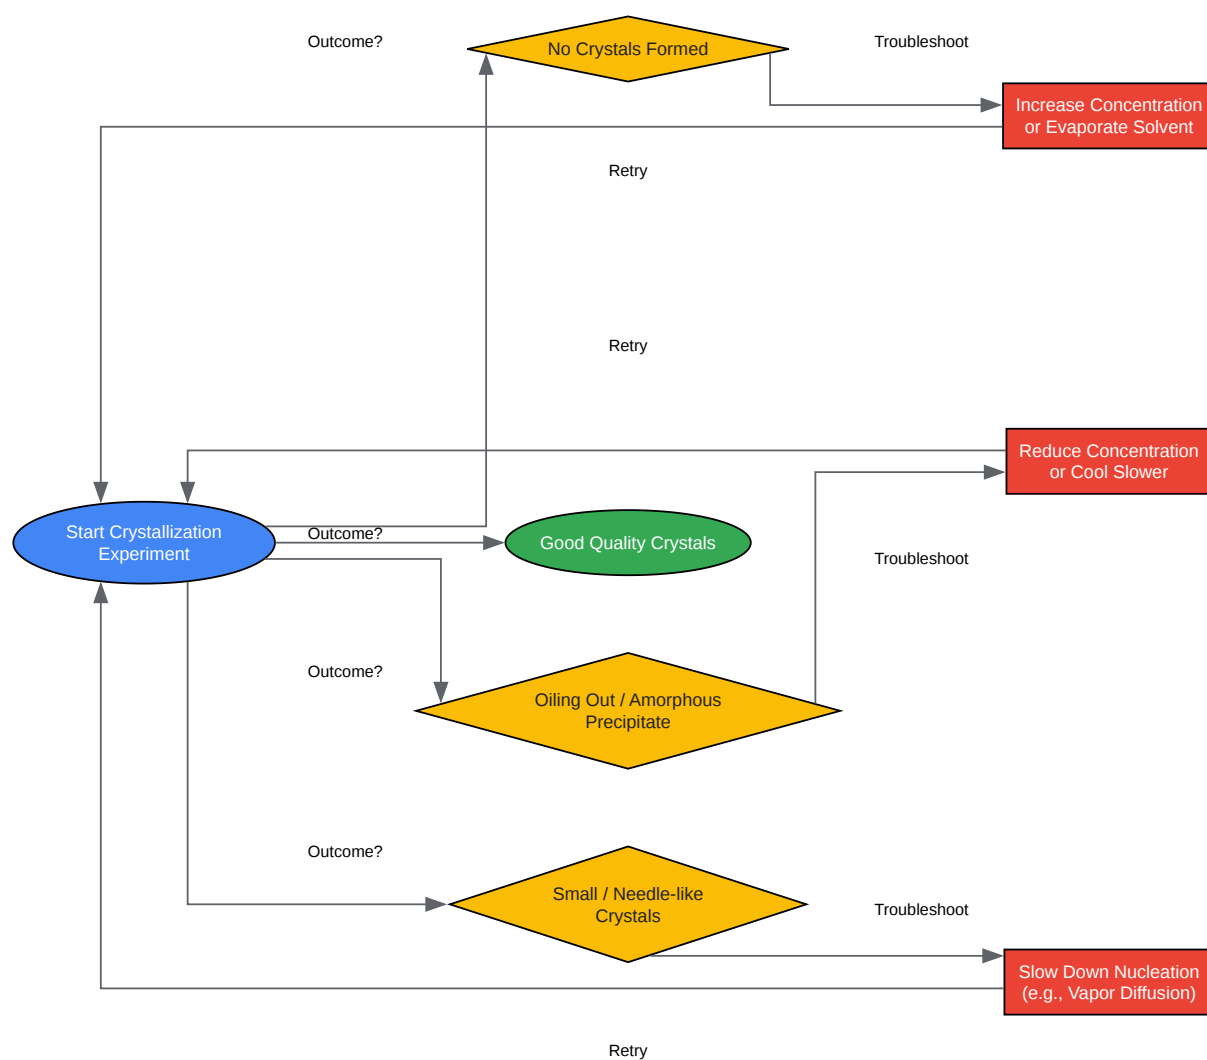 Outcome?
No Crystals Formed
Troubleshoot
Increase Concentration
or Evaporate Solvent
Retry
Retry
Reduce Concentration
or Cool Slower
Start Crystallization
Experiment
Outcome?
Good Quality Crystals
Troubleshoot
Outcome?
Oiling Out / Amorphous
Precipitate
Outcome?
Small / Needle-like
Crystals
Troubleshoot
Slow Down Nucleation
(e.g., Vapor Diffusion)
Retry